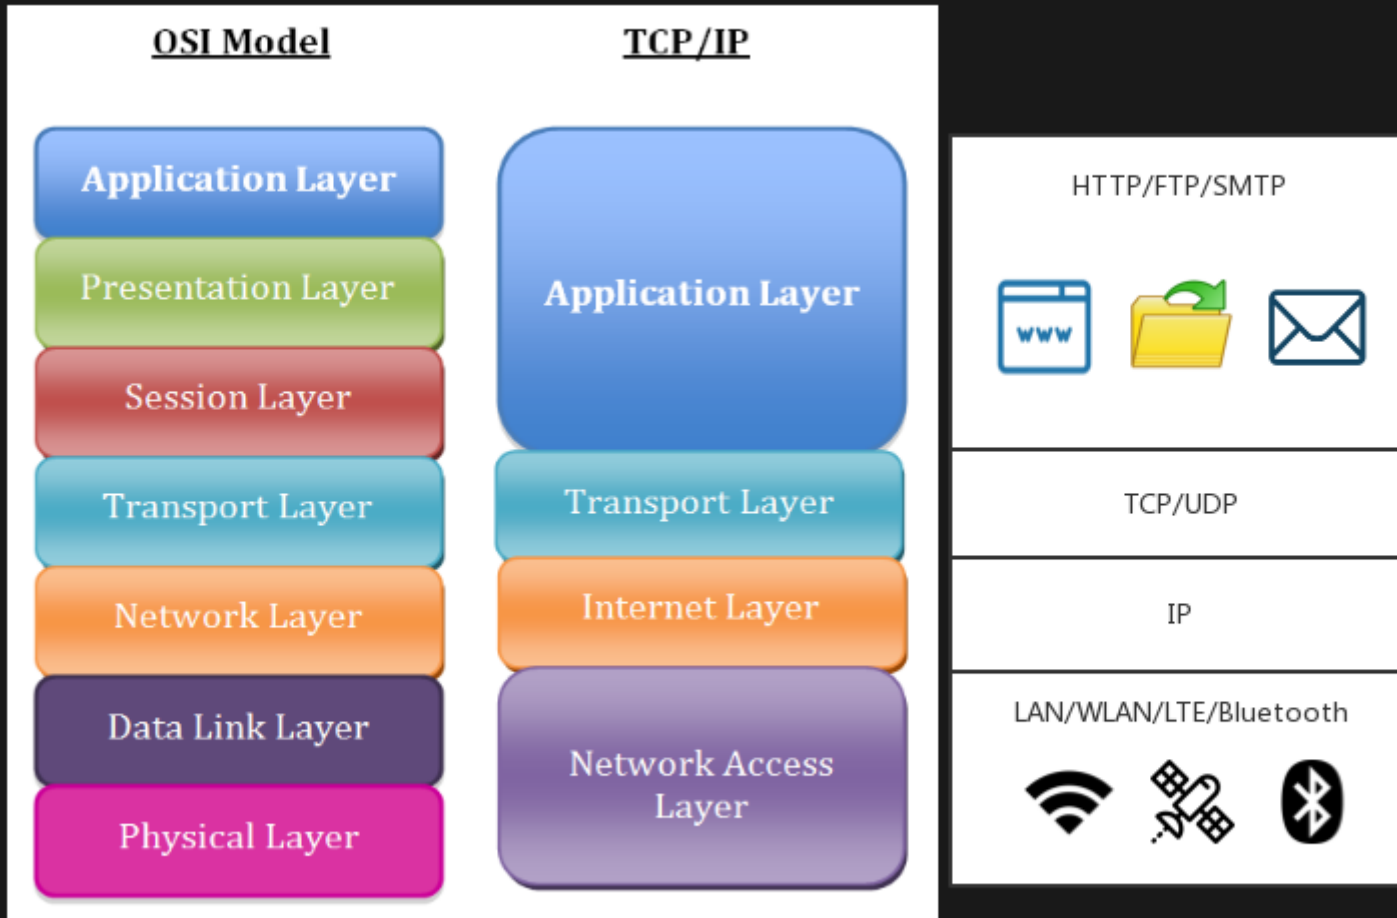 OSI Model
TCP/IP
Application Layer
Presentation Layer
Session Layer
Transport Layer
Network Layer
Data Link Layer
Physical Layer
Application Layer
Transport Layer
Internet Layer
Network Access
Layer
HTTP/FTP/SMTP
www
TCP/UDP
IP
LAN/WLAN/LTE/Bluetooth